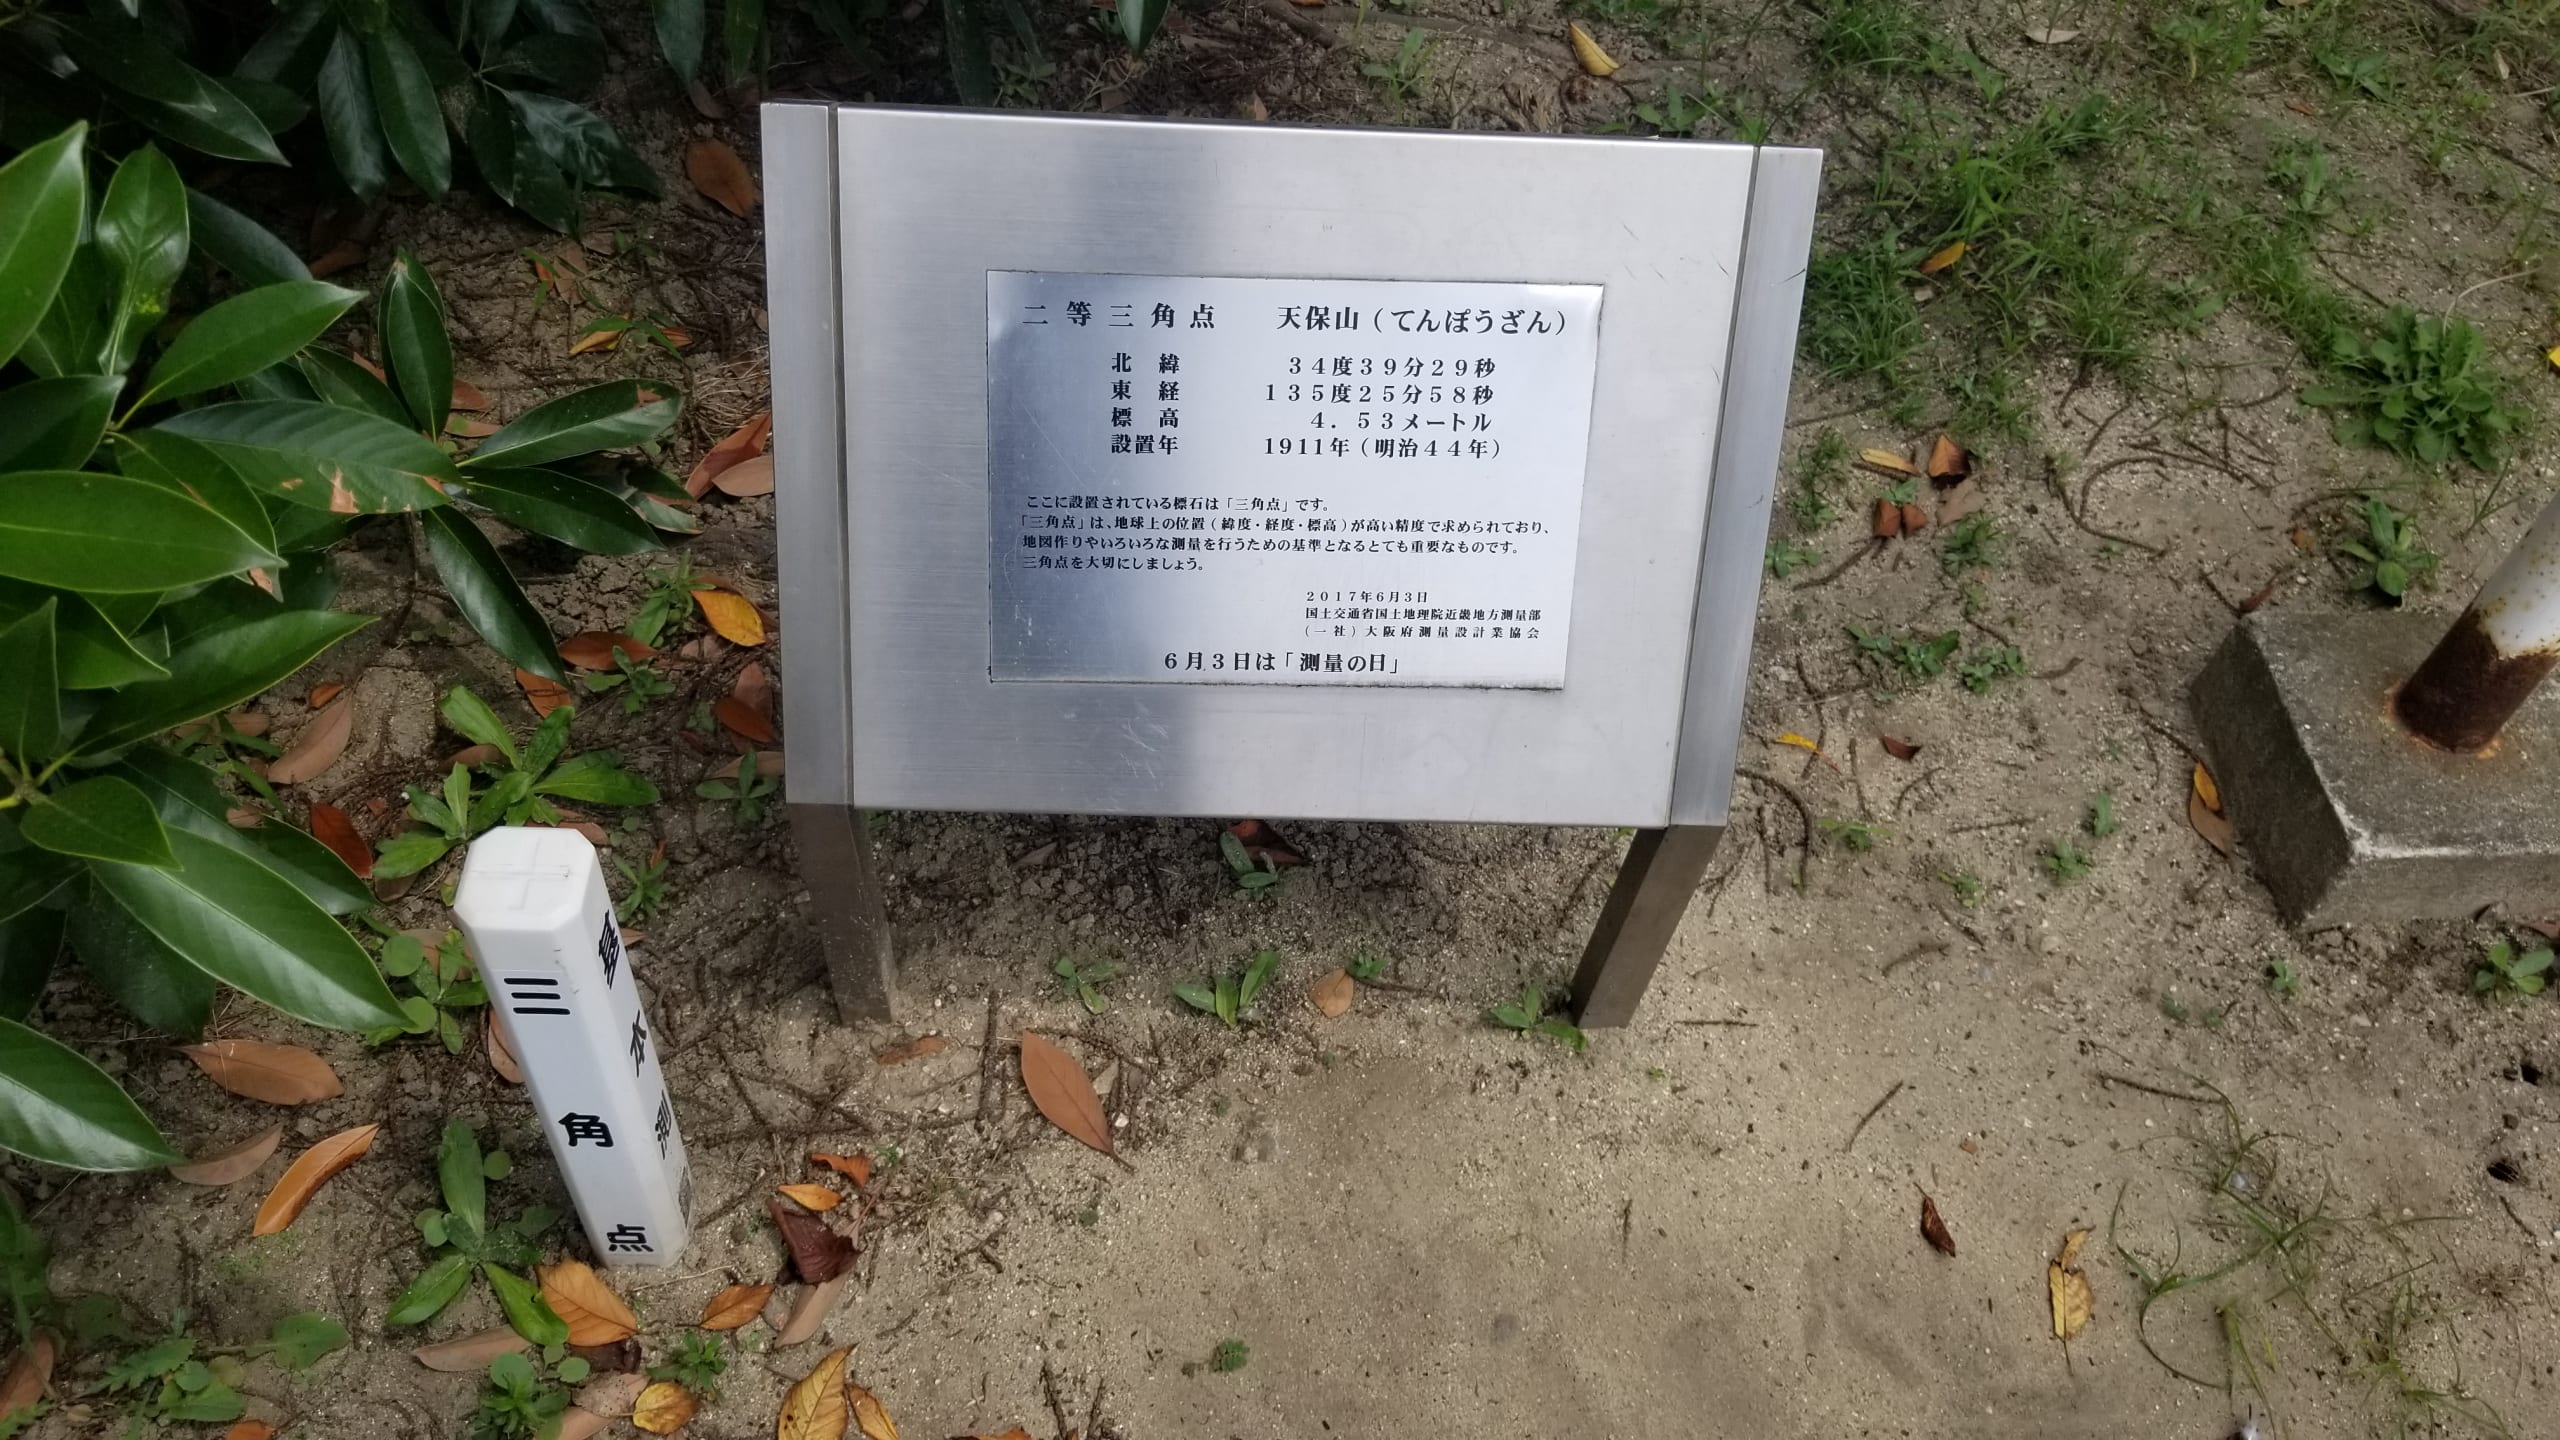 二等三角点　天保山（てんぽうざん）
北　緯　３４度３９分２９秒
東　経　１３５度２５分５８秒
標　高　４．５３メートル
設置年　１９１１年（明治４４年）
ここに設置されている標石は「三角点」です。
「三角点」は、地球上の位置（緯度・経度・標高）が高い精度で求められており、
地図作りやいろいろな測量を行うための基準となるとても重要なものです。
三角点を大切にしましょう。
２０１７年６月３日
国土交通省国土地理院近畿地方測量部
（一社）大阪府測量設計業協会
６月３日は「測量の日」
三角点
基本測